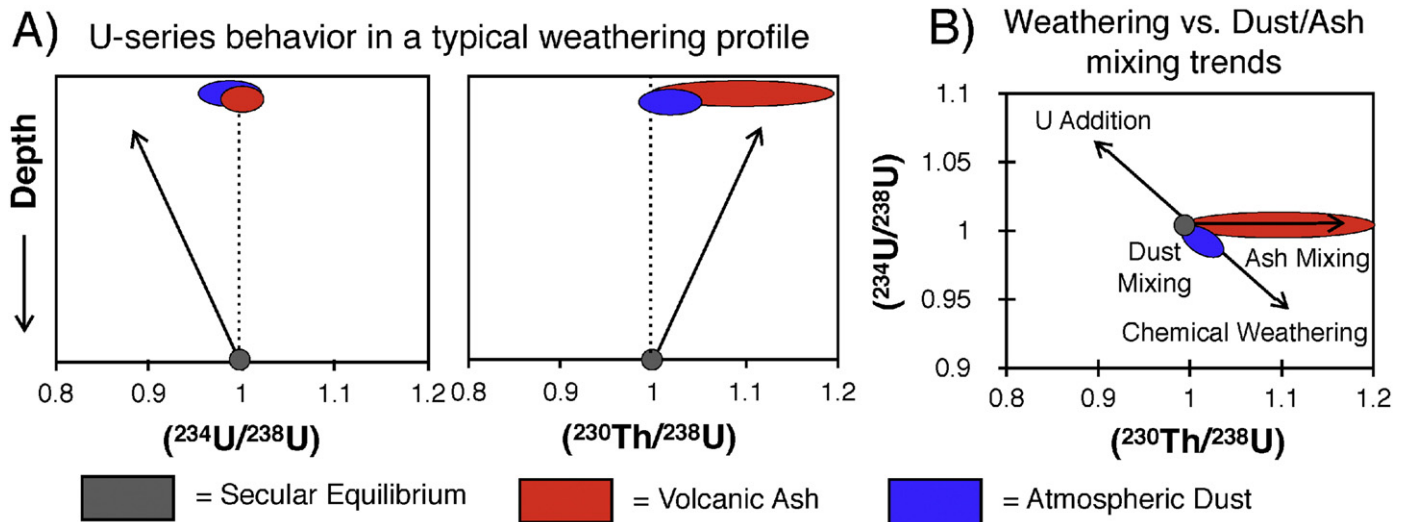 A) U-series behavior in a typical weathering profile
Depth
0.8 0.9 1 1.1 1.2
(²³⁴U/²³⁸U)
0.8 0.9 1 1.1 1.2
(²³⁰Th/²³⁸U)
B) Weathering vs. Dust/Ash
mixing trends
(²³⁴U/²³⁸U)
1.1
1.05
1
0.95
0.9
U Addition
Dust
Mixing
Ash Mixing
Chemical Weathering
0.8 0.9 1 1.1 1.2
(²³⁰Th/²³⁸U)
= Secular Equilibrium
= Volcanic Ash
= Atmospheric Dust